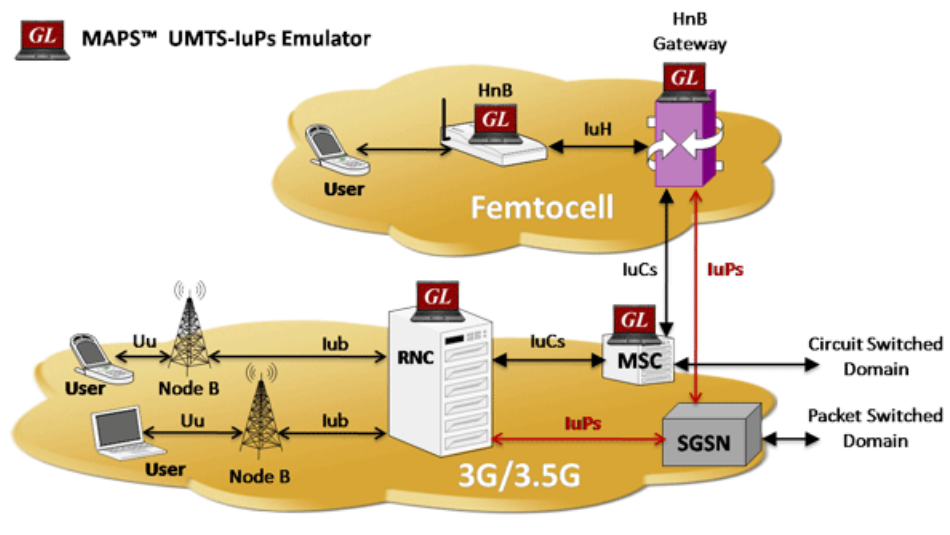 GL MAPS™ UMTS-IuPs Emulator
HnB
Gateway
GL
HnB
GL
IuH
User
Femtocell
IuCs
IuPs
GL
GL
Uu
Iub
RNC
IuCs
MSC
Circuit Switched
Domain
User
Node B
Uu
Iub
IuPs
SGSN
Packet Switched
Domain
User
Node B
3G/3.5G